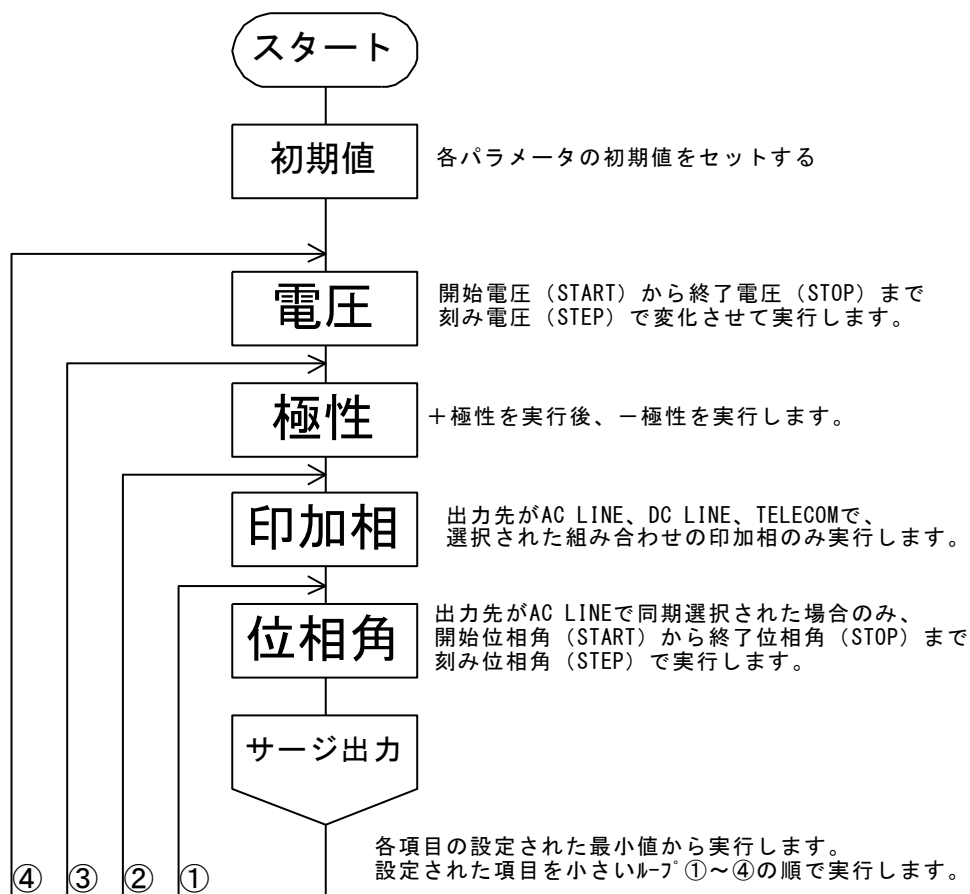 スタート
初期値
各パラメータの初期値をセットする
電圧
開始電圧（START）から終了電圧（STOP）まで
刻み電圧（STEP）で変化させて実行します。
極性
＋極性を実行後、－極性を実行します。
印加相
出力先がAC LINE、DC LINE、TELECOMで、
選択された組み合わせの印加相のみ実行します。
位相角
出力先がAC LINEで同期選択された場合のみ、
開始位相角（START）から終了位相角（STOP）まで
刻み位相角（STEP）で実行します。
サージ出力
各項目の設定された最小値から実行します。
設定された項目を小さいﾙｰﾌﾟ①～④の順で実行します。
④ ③ ② ①